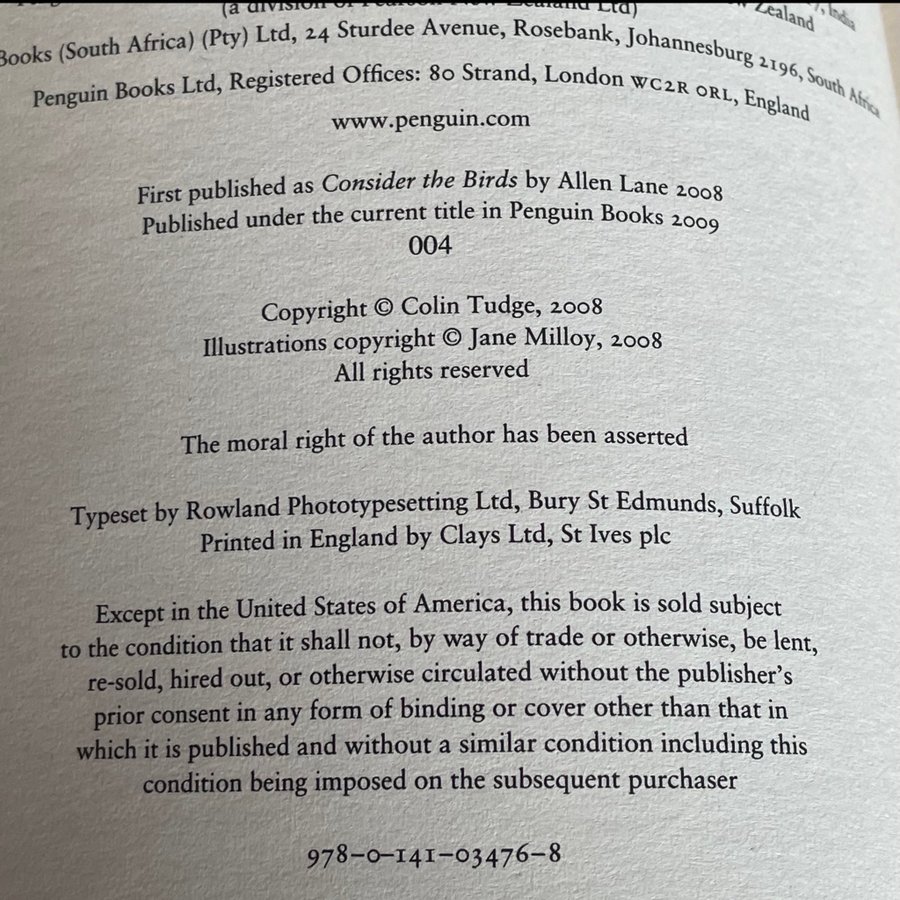 (a division of Pearson New Zealand Ltd)
Zealand
India
Books (South Africa) (Pty) Ltd, 24 Sturdee Avenue, Rosebank, Johannesburg 2196, South Africa
Penguin Books Ltd, Registered Offices: 80 Strand, London WC2R 0RL, England
www.penguin.com
First published as Consider the Birds by Allen Lane 2008
Published under the current title in Penguin Books 2009
004
Copyright © Colin Tudge, 2008
Illustrations copyright © Jane Milloy, 2008
All rights reserved
The moral right of the author has been asserted
Typeset by Rowland Phototypesetting Ltd, Bury St Edmunds, Suffolk
Printed in England by Clays Ltd, St Ives plc
Except in the United States of America, this book is sold subject
to the condition that it shall not, by way of trade or otherwise, be lent,
re-sold, hired out, or otherwise circulated without the publisher's
prior consent in any form of binding or cover other than that in
which it is published and without a similar condition including this
condition being imposed on the subsequent purchaser
978-0-141-03476-8